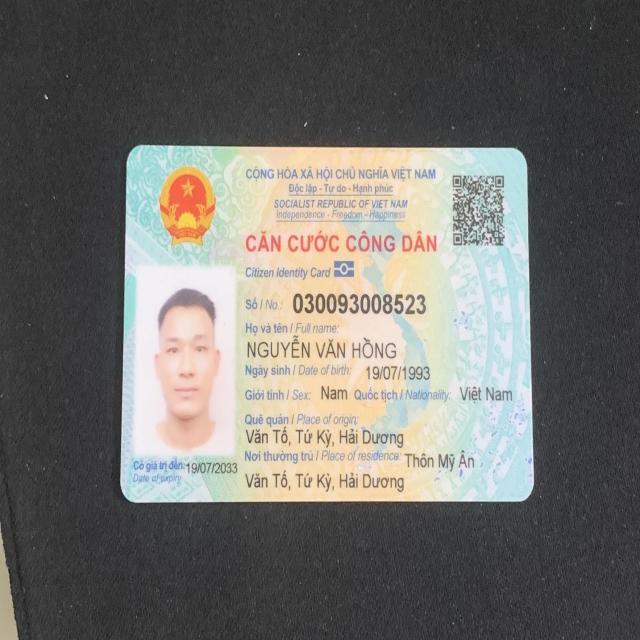 CỘNG HÒA XÃ HỘI CHỦ NGHĨA VIỆT NAM
Độc lập - Tự do - Hạnh phúc
SOCIALIST REPUBLIC OF VIET NAM
Independence - Freedom - Happiness
CĂN CƯỚC CÔNG DÂN
Citizen Identity Card
Số / No.: 030093008523
Họ và tên / Full name:
NGUYỄN VĂN HỒNG
Ngày sinh / Date of birth: 19/07/1993
Giới tính / Sex: Nam Quốc tịch / Nationality: Việt Nam
Quê quán / Place of origin:
Văn Tố, Tứ Kỳ, Hải Dương
Nơi thường trú / Place of residence: Thôn Mỹ Ân
Văn Tố, Tứ Kỳ, Hải Dương
Có giá trị đến: 19/07/2033
Date of expiry